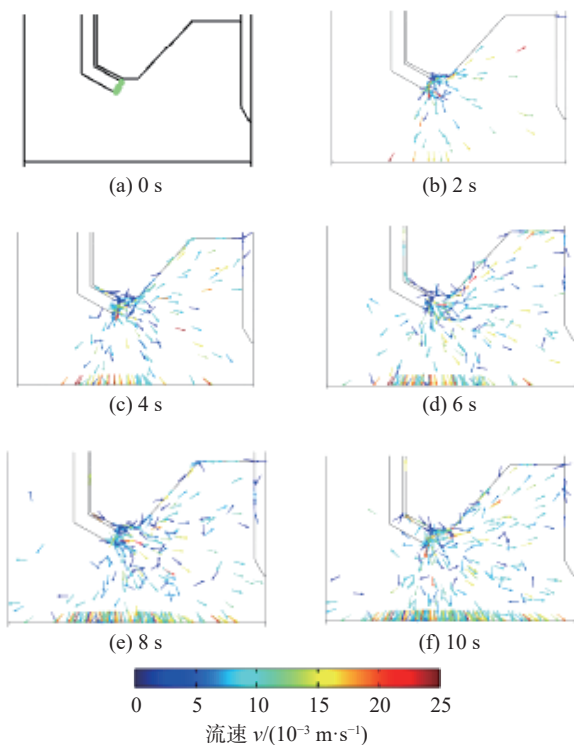 (a) 0 s
(b) 2 s
(c) 4 s
(d) 6 s
(e) 8 s
(f) 10 s
0 5 10 15 20 25
流速 v/(10⁻³ m·s⁻¹)